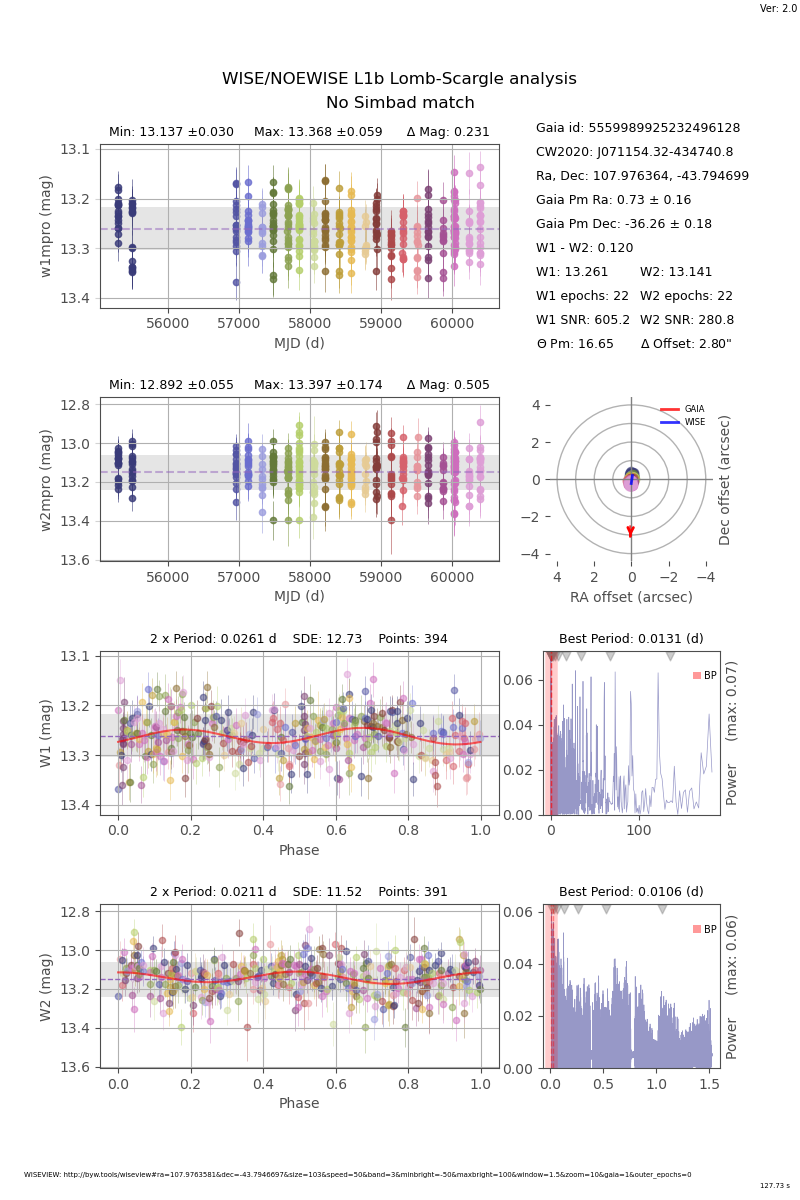 Ver: 2.0
WISE/NOEWISE L1b Lomb-Scargle analysis
No Simbad match
Min: 13.137 ±0.030 Max: 13.368 ±0.059 Δ Mag: 0.231
13.1
13.2
13.3
13.4
w1mpro (mag)
56000 57000 58000 59000 60000
MJD (d)
Gaia id: 5559989925232496128
CW2020: J071154.32-434740.8
Ra, Dec: 107.976364, -43.794699
Gaia Pm Ra: 0.73 ± 0.16
Gaia Pm Dec: -36.26 ± 0.18
W1 - W2: 0.120
W1: 13.261 W2: 13.141
W1 epochs: 22 W2 epochs: 22
W1 SNR: 605.2 W2 SNR: 280.8
Θ Pm: 16.65 Δ Offset: 2.80"
Min: 12.892 ±0.055 Max: 13.397 ±0.174 Δ Mag: 0.505
12.8
13.0
13.2
13.4
13.6
w2mpro (mag)
56000 57000 58000 59000 60000
MJD (d)
GAIA
WISE
4
2
0
−2
−4
4 2 0 −2 −4
RA offset (arcsec)
Dec offset (arcsec)
2 x Period: 0.0261 d SDE: 12.73 Points: 394
13.1
13.2
13.3
13.4
W1 (mag)
0.0 0.2 0.4 0.6 0.8 1.0
Phase
Best Period: 0.0131 (d)
BP
0.06
0.04
0.02
0.00
0 100
Power (max: 0.07)
2 x Period: 0.0211 d SDE: 11.52 Points: 391
12.8
13.0
13.2
13.4
13.6
W2 (mag)
0.0 0.2 0.4 0.6 0.8 1.0
Phase
Best Period: 0.0106 (d)
BP
0.06
0.04
0.02
0.00
0.0 0.5 1.0 1.5
Power (max: 0.06)
WISEVIEW: http://byw.tools/wiseview#ra=107.9763581&dec=-43.7946697&size=103&speed=50&band=3&minbright=-50&maxbright=100&window=1.5&zoom=10&gaia=1&outer_epochs=0
127.73 s